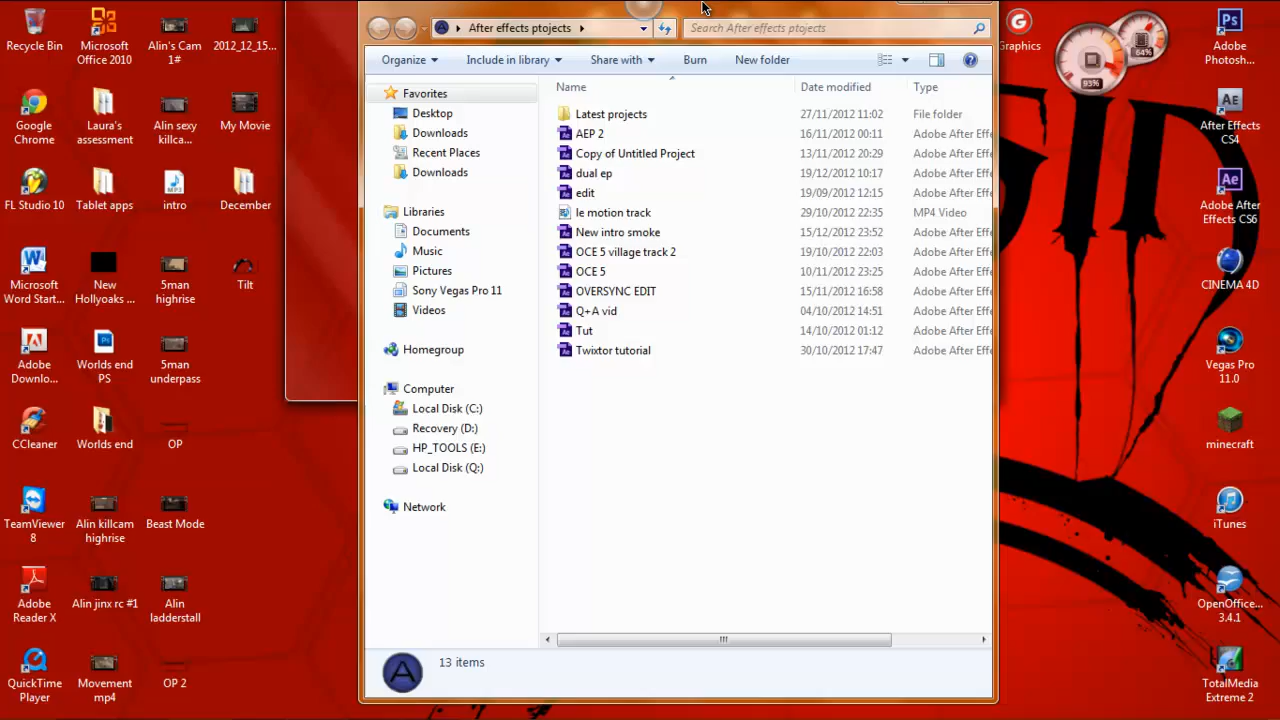 Recycle Bin
Microsoft
Office 2010
Alin's Cam
1#
2012_12_15...
Google
Chrome
Laura's
assessment
Alin sexy
killca...
My Movie
FL Studio 10
Tablet apps
intro
December
Microsoft
Word Start...
New
Hollyoaks ...
5man
highrise
Tilt
Adobe
Downlo...
Worlds end
PS
5man
underpass
CCleaner
Worlds end
OP
TeamViewer
8
Alin killcam
highrise
Beast Mode
Adobe
Reader X
Alin jinx rc #1
Alin
ladderstall
QuickTime
Player
Movement
mp4
OP 2
After effects ptojects
Search After effects ptojects
Organize
Include in library
Share with
Burn
New folder
Favorites
Desktop
Downloads
Recent Places
Downloads
Libraries
Documents
Music
Pictures
Sony Vegas Pro 11
Videos
Homegroup
Computer
Local Disk (C:)
Recovery (D:)
HP_TOOLS (E:)
Local Disk (Q:)
Network
Name Date modified Type
Latest projects 27/11/2012 11:02 File folder
AEP 2 16/11/2012 00:11 Adobe After Effe
Copy of Untitled Project 13/11/2012 20:29 Adobe After Effe
dual ep 19/12/2012 10:17 Adobe After Effe
edit 19/09/2012 12:15 Adobe After Effe
le motion track 29/10/2012 22:35 MP4 Video
New intro smoke 15/12/2012 23:52 Adobe After Effe
OCE 5 village track 2 19/10/2012 22:03 Adobe After Effe
OCE 5 10/11/2012 23:25 Adobe After Effe
OVERSYNC EDIT 15/11/2012 16:58 Adobe After Effe
Q+A vid 04/10/2012 14:51 Adobe After Effe
Tut 14/10/2012 01:12 Adobe After Effe
Twixtor tutorial 30/10/2012 17:47 Adobe After Effe
13 items
Graphics
93%
64%
Ps
Adobe
Photosh...
AE
After Effects
CS4
Ae
Adobe After
Effects CS6
CINEMA 4D
Vegas Pro
11.0
minecraft
iTunes
OpenOffice...
3.4.1
TotalMedia
Extreme 2